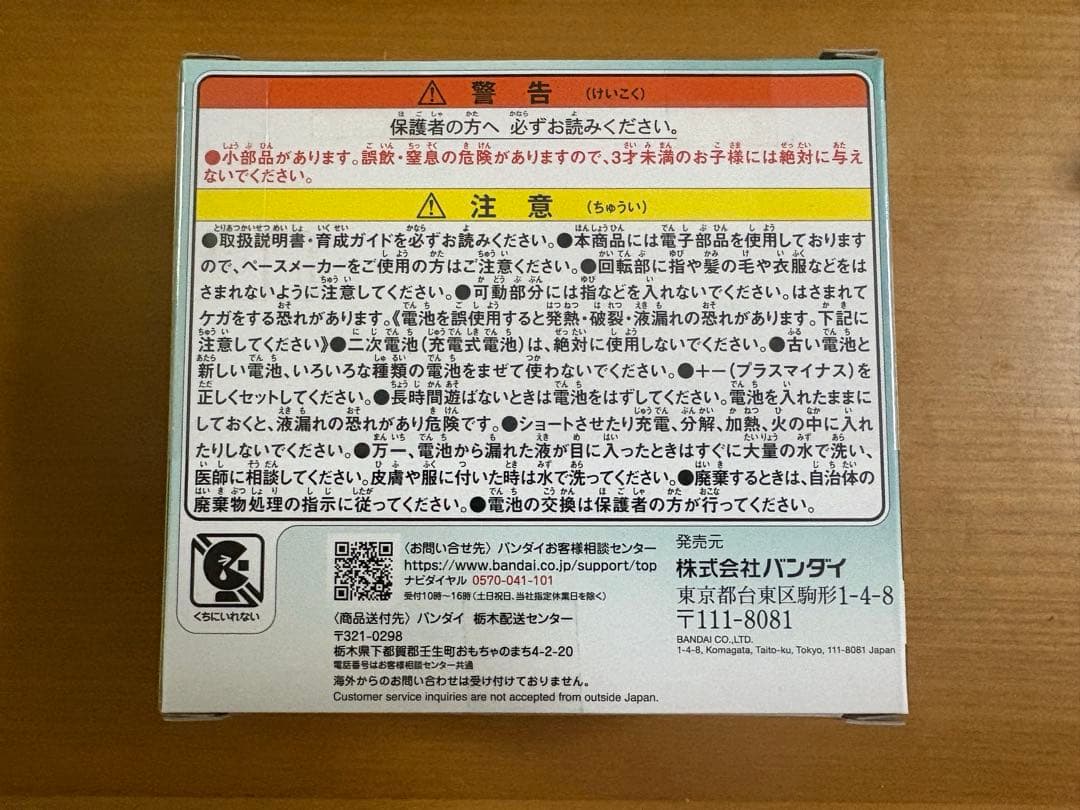 警告（けいこく）
保護者の方へ 必ずお読みください。
●小部品があります。誤飲・窒息の危険がありますので、3才未満のお子様には絶対に与え
ないでください。
注意（ちゅうい）
●取扱説明書・育成ガイドを必ずお読みください。●本商品には電子部品を使用しております
ので、ペースメーカーをご使用の方はご注意ください。●回転部に指や髪の毛や衣服などをは
さまれないように注意してください。●可動部分には指などを入れないでください。はさまれて
ケガをする恐れがあります。《電池を誤使用すると発熱・破裂・液漏れの恐れがあります。下記に
注意してください》●二次電池（充電式電池）は、絶対に使用しないでください。●古い電池と
新しい電池、いろいろな種類の電池をまぜて使わないでください。●+－（プラスマイナス）を
正しくセットしてください。●長時間遊ばないときは電池をはずしてください。電池を入れたままに
しておくと、液漏れの恐れがあり危険です。●ショートさせたり充電、分解、加熱、火の中に入れ
たりしないでください。●万一、電池から漏れた液が目に入ったときはすぐに大量の水で洗い、
医師に相談してください。皮膚や服に付いた時は水で洗ってください。●廃棄するときは、自治体の
廃棄物処理の指示に従ってください。●電池の交換は保護者の方が行ってください。
くちにいれない
〈お問い合せ先〉バンダイお客様相談センター
https://www.bandai.co.jp/support/top
ナビダイヤル 0570-041-101
受付10時～16時（土日祝日、当社指定休業日を除く）
〈商品送付先〉バンダイ 栃木配送センター
〒321-0298
栃木県下都賀郡壬生町おもちゃのまち4-2-20
電話番号はお客様相談センター共通
海外からのお問い合わせは受け付けておりません。
Customer service inquiries are not accepted from outside Japan.
発売元
株式会社バンダイ
東京都台東区駒形1-4-8
〒111-8081
BANDAI CO.,LTD.
1-4-8, Komagata, Taito-ku, Tokyo, 111-8081 Japan